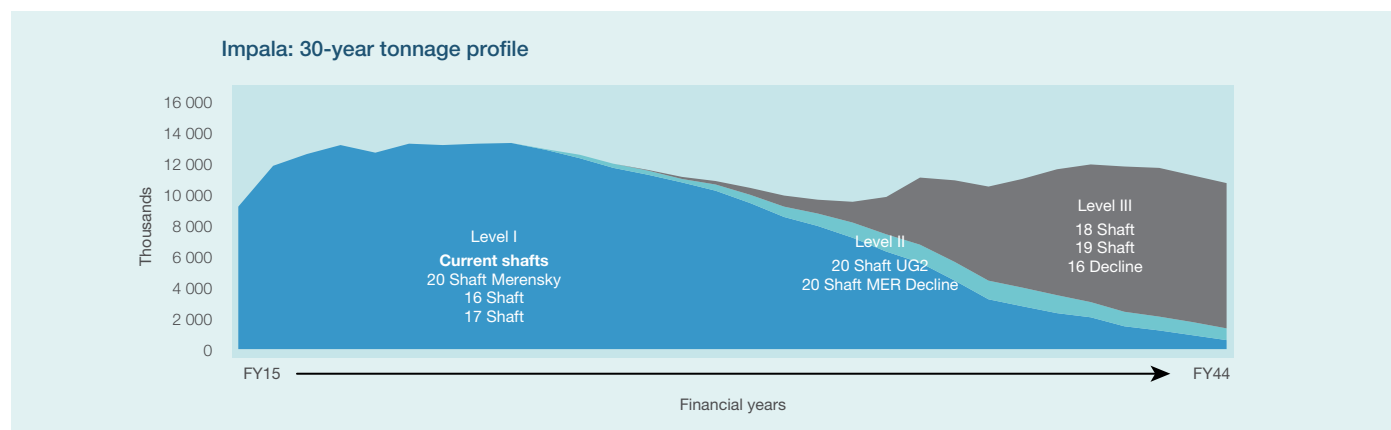 Impala: 30-year tonnage profile
16 000
14 000
12 000
10 000
8 000
6 000
4 000
2 000
0
Thousands
Level I
Current shafts
20 Shaft Merensky
16 Shaft
17 Shaft
Level II
20 Shaft UG2
20 Shaft MER Decline
Level III
18 Shaft
19 Shaft
16 Decline
FY15
FY44
Financial years